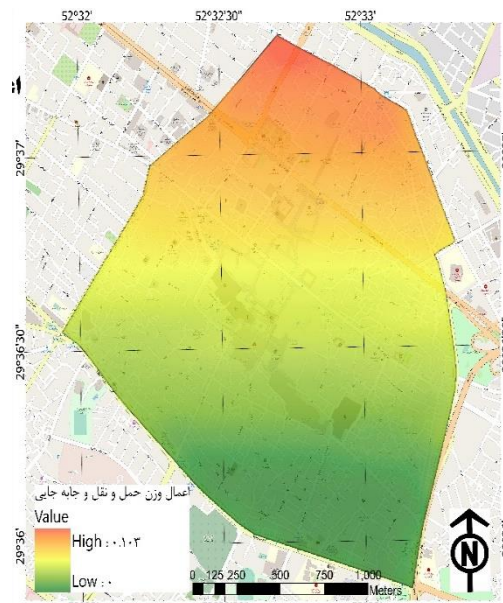 52°32' 52°32'30" 52°33'
29°37'
29°36'30"
29°36'
اعمال وزن حمل و نقل و جابه جایی
Value
High : ۰.۱۰۳
Low : ۰
N
0 125 250 500 750 1,000
Meters